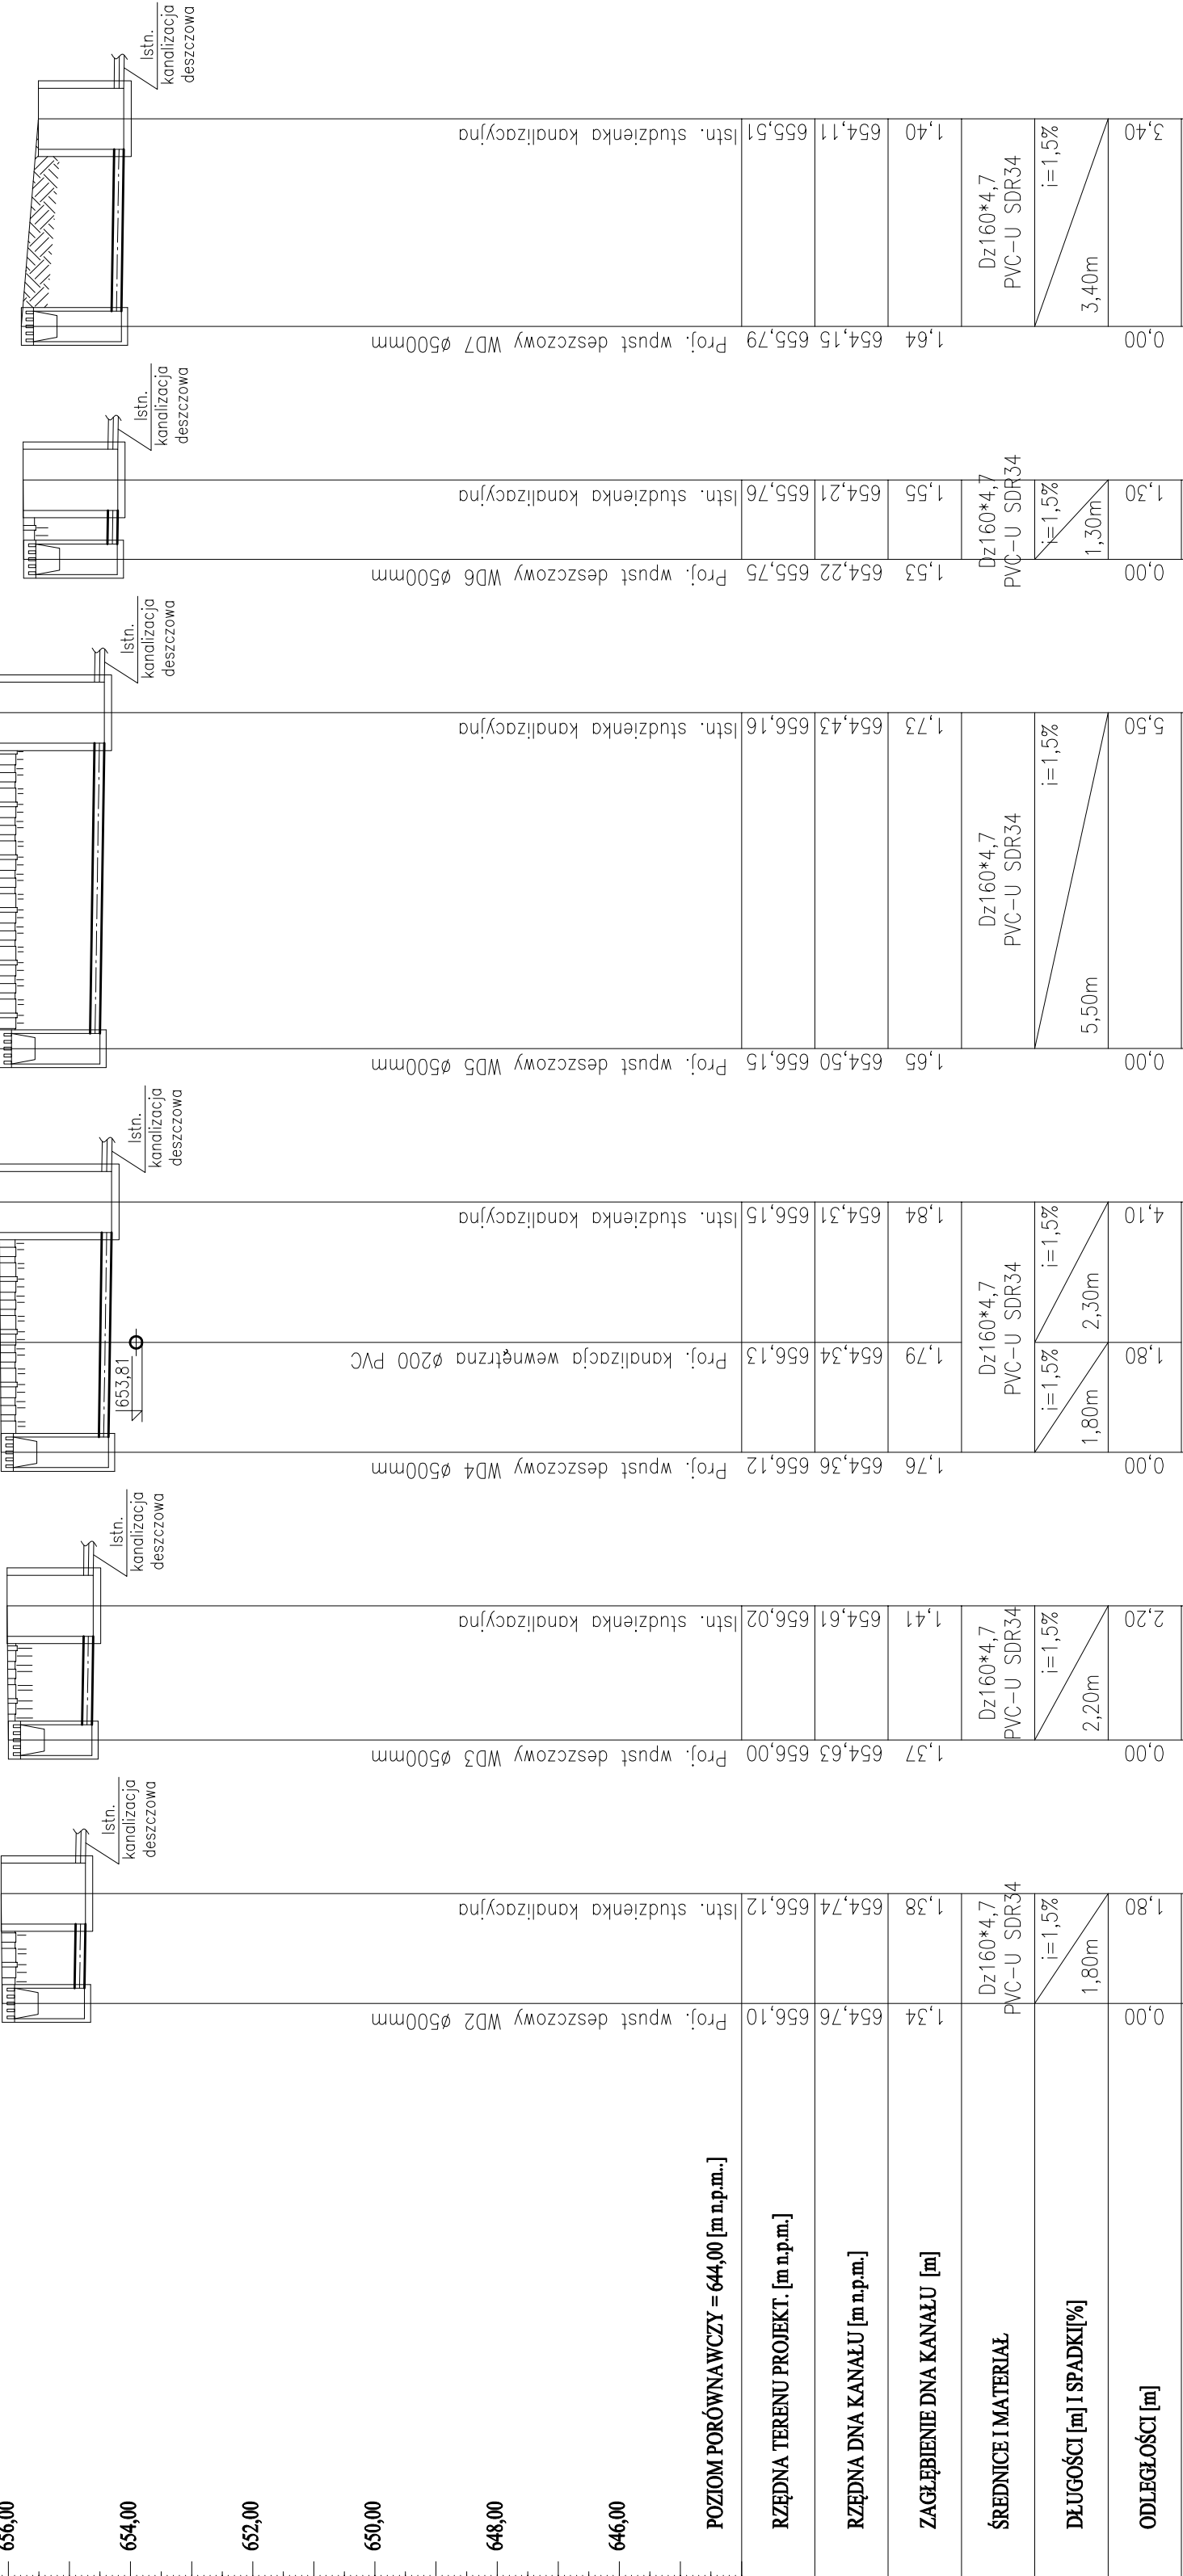 656,00
654,00
652,00
650,00
648,00
646,00
POZIOM PORÓWNAWCZY = 644,00 [m n.p.m..]
RZĘDNA TERENU PROJEKT. [m n.p.m.]
RZĘDNA DNA KANAŁU [m n.p.m.]
ZAGŁĘBIENIE DNA KANAŁU [m]
ŚREDNICE I MATERIAŁ
DŁUGOŚCI [m] I SPADKI[%]
ODLEGŁOŚCI [m]
Istn.
kanalizacja
deszczowa
Proj. wpust deszczowy WD2 ø500mm
656,10
654,76
1,34
0,00
Istn. studzienka kanalizacyjna
656,12
654,74
1,38
1,80
Dz160*4,7
PVC-U SDR34
i=1,5%
1,80m
Istn.
kanalizacja
deszczowa
Proj. wpust deszczowy WD3 ø500mm
656,00
654,63
1,37
0,00
Istn. studzienka kanalizacyjna
656,02
654,61
1,41
2,20
Dz160*4,7
PVC-U SDR34
i=1,5%
2,20m
Istn.
kanalizacja
deszczowa
653,81
Proj. wpust deszczowy WD4 ø500mm
656,12
654,36
1,76
0,00
Proj. kanalizacja wewnętrzna ø200 PVC
656,13
654,34
1,79
1,80
Istn. studzienka kanalizacyjna
656,15
654,31
1,84
4,10
Dz160*4,7
PVC-U SDR34
i=1,5%
1,80m
i=1,5%
2,30m
Istn.
kanalizacja
deszczowa
Proj. wpust deszczowy WD5 ø500mm
656,15
654,50
1,65
0,00
Istn. studzienka kanalizacyjna
656,16
654,43
1,73
5,50
Dz160*4,7
PVC-U SDR34
i=1,5%
5,50m
Istn.
kanalizacja
deszczowa
Proj. wpust deszczowy WD6 ø500mm
655,75
654,22
1,53
0,00
Istn. studzienka kanalizacyjna
655,76
654,21
1,55
1,30
Dz160*4,7
PVC-U SDR34
i=1,5%
1,30m
Istn.
kanalizacja
deszczowa
Proj. wpust deszczowy WD7 ø500mm
655,79
654,15
1,64
0,00
Istn. studzienka kanalizacyjna
655,51
654,11
1,40
3,40
Dz160*4,7
PVC-U SDR34
i=1,5%
3,40m